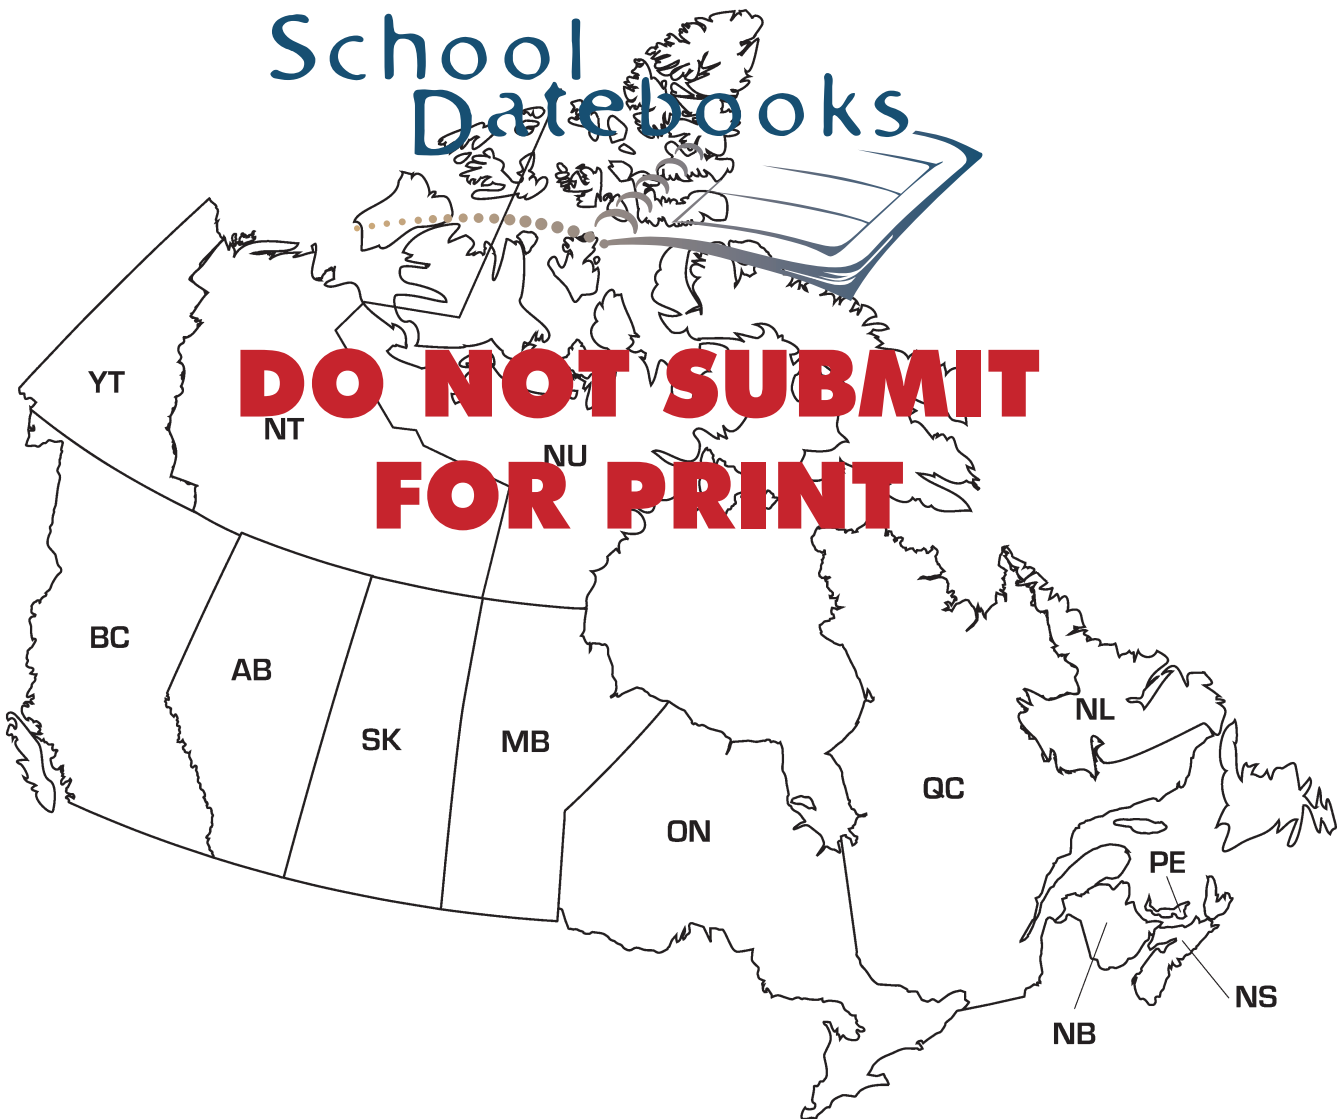 School
Datebooks
DO NOT SUBMIT
FOR PRINT
YT
NT
NU
BC
AB
SK
MB
ON
QC
NL
PE
NS
NB